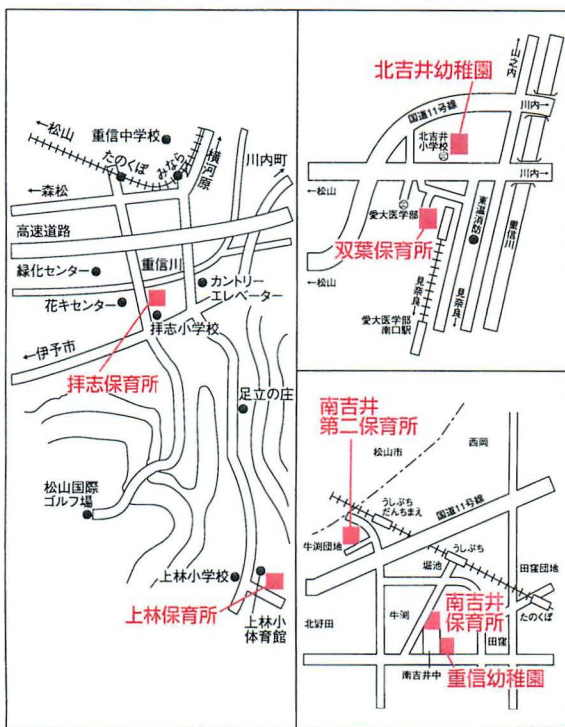 ←松山
重信中学校
たのくぼ
みなら
横河原
川内町
←森松
高速道路
緑化センター
重信川
花キセンター
カントリー
エレベーター
拝志小学校
←伊予市
拝志保育所
足立の庄
松山国際
ゴルフ場
上林小学校
上林保育所
上林小
体育館
北吉井幼稚園
山之内
国道11号線
川内→
北吉井
小学校
川内→
←松山
愛大医学部
双葉保育所
東温消防
重信川
←松山
見奈良
見奈良
愛大医学部
南口駅
南吉井
第二保育所
松山市
西岡
うしぶち
だんちまえ
国道11号線
牛渕団地
うしぶち
堀池
田窪団地
たのくぼ
北野田
牛渕
南吉井
保育所
田窪
重信幼稚園
南吉井中